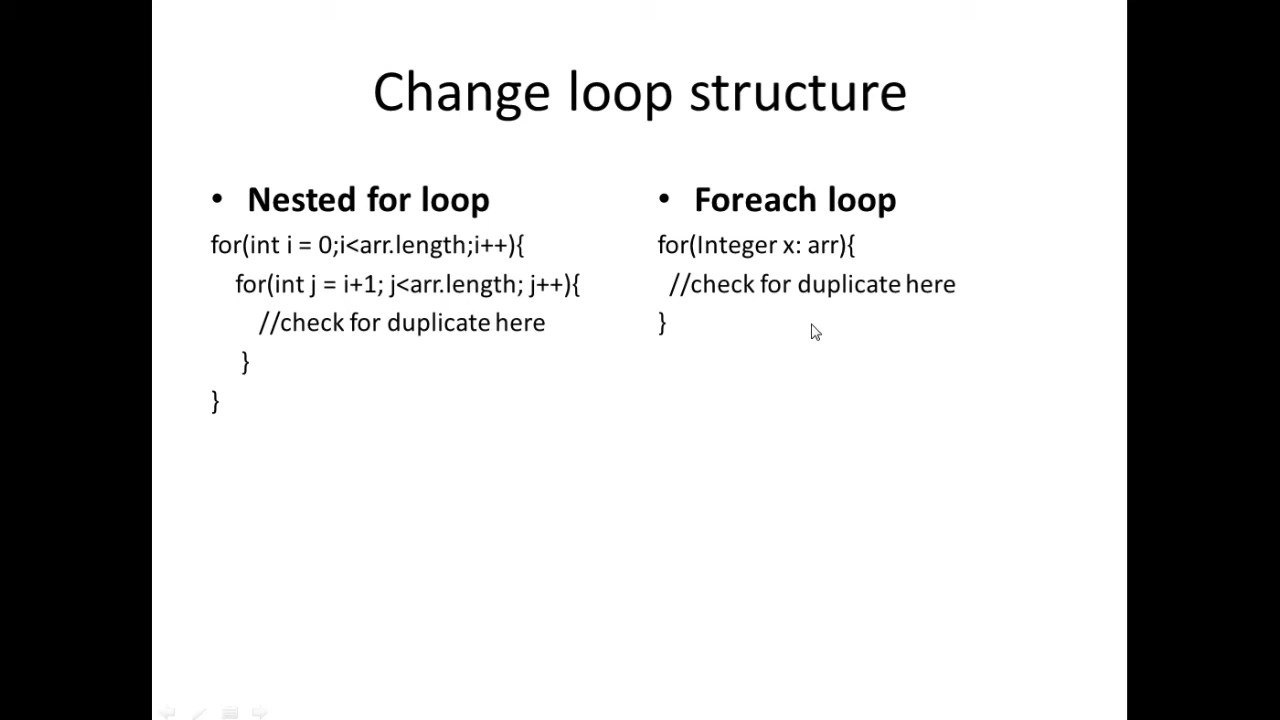 Change loop structure
• Nested for loop
for(int i = 0;i<arr.length;i++){
for(int j = i+1; j<arr.length; j++){
//check for duplicate here
}
}
• Foreach loop
for(Integer x: arr){
//check for duplicate here
}